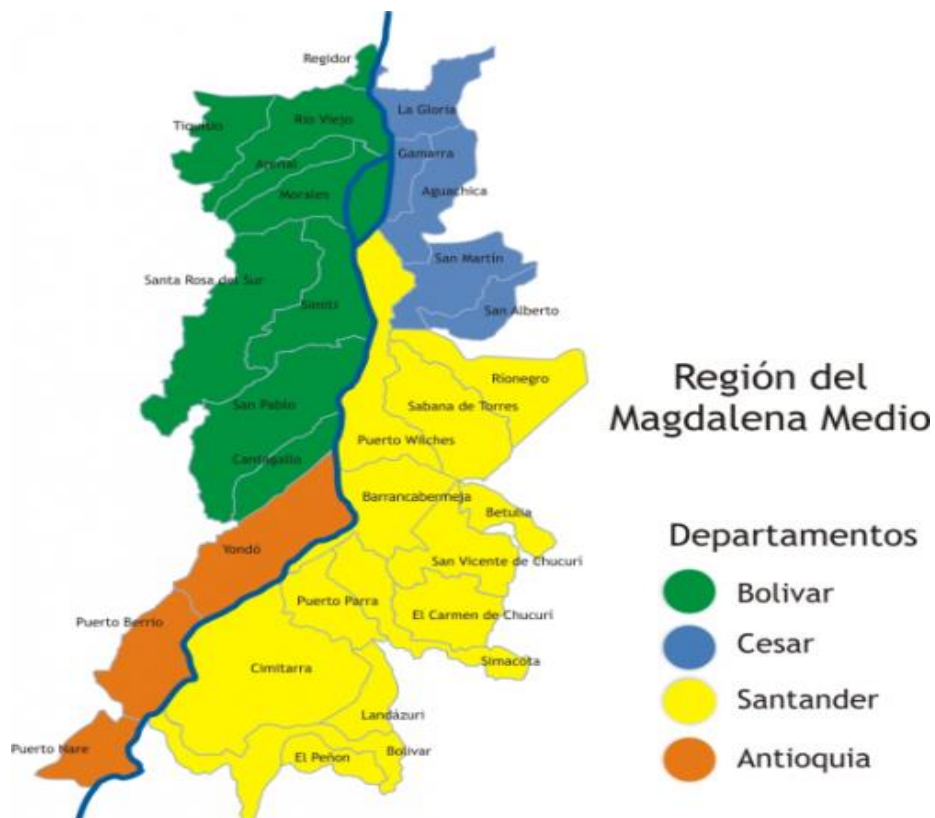 Regidor
La Gloria
Tiquisio
Rio Viejo
Gamarra
Arenal
Aguachica
Morales
San Martín
Santa Rosa del Sur
Simiti
San Alberto
Región del
Magdalena Medio
Rionegro
San Pablo
Sabana de Torres
Puerto Wilches
Cantagallo
Barrancabermeja
Betulia
Departamentos
Yondó
San Vicente de Chucurí
Bolivar
Puerto Parra
El Carmen de Chucurí
Puerto Berrio
Cesar
Simacota
Cimitarra
Santander
Landázuri
Puerto Nare
El Peñon
Bolivar
Antioquia